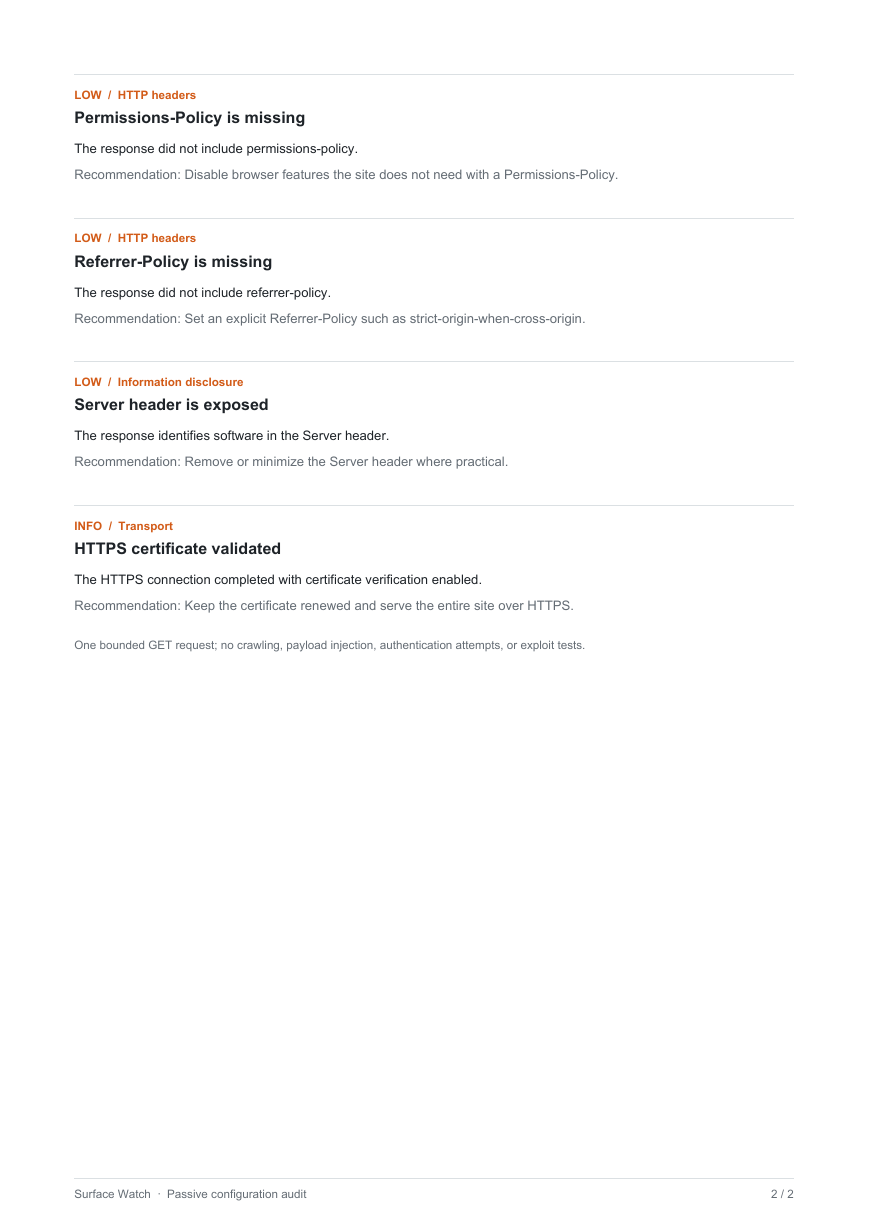 LOW / HTTP headers
Permissions-Policy is missing
The response did not include permissions-policy.
Recommendation: Disable browser features the site does not need with a Permissions-Policy.
LOW / HTTP headers
Referrer-Policy is missing
The response did not include referrer-policy.
Recommendation: Set an explicit Referrer-Policy such as strict-origin-when-cross-origin.
LOW / Information disclosure
Server header is exposed
The response identifies software in the Server header.
Recommendation: Remove or minimize the Server header where practical.
INFO / Transport
HTTPS certificate validated
The HTTPS connection completed with certificate verification enabled.
Recommendation: Keep the certificate renewed and serve the entire site over HTTPS.
One bounded GET request; no crawling, payload injection, authentication attempts, or exploit tests.
Surface Watch · Passive configuration audit
2 / 2